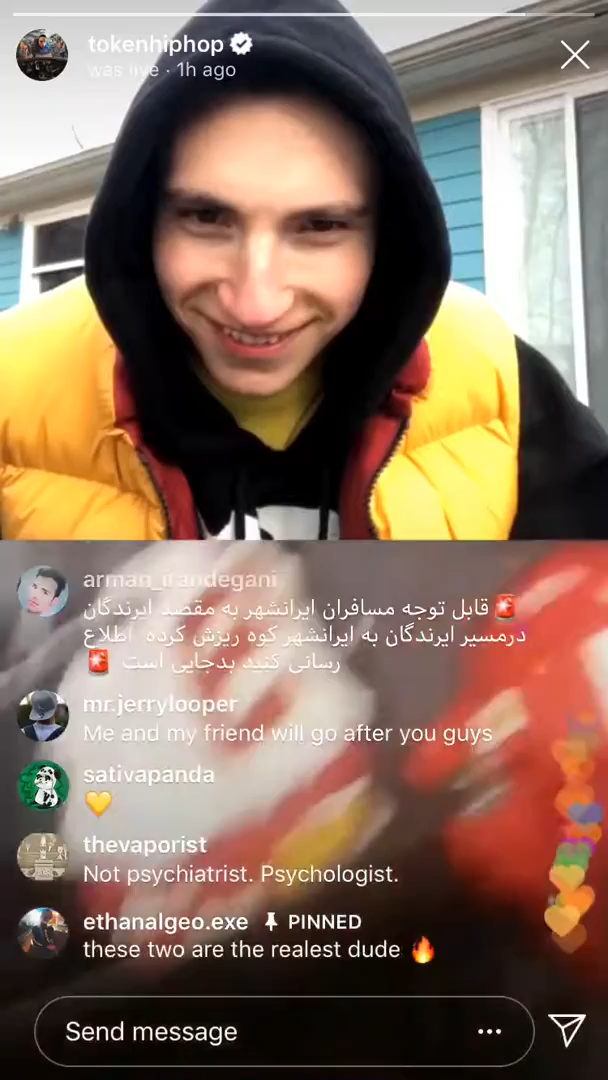 tokenhiphop
was live · 1h ago
arman_irandegani
🚨 قابل توجه مسافران ایرانشهر به مقصد ایرندگان
درمسیر ایرندگان به ایرانشهر کوه ریزش کرده اطلاع
رسانی کنید بدجایی است 🚨
mr.jerrylooper
Me and my friend will go after you guys
sativapanda
💛
thevaporist
Not psychiatrist. Psychologist.
ethanalgeo.exe PINNED
these two are the realest dude 🔥
Send message